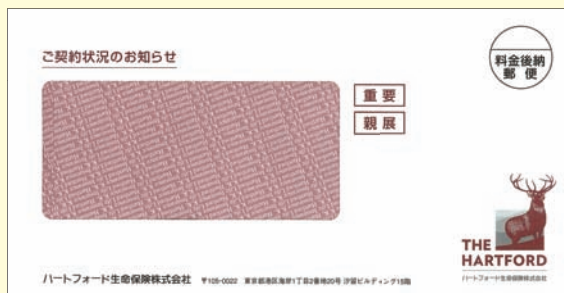 ご契約状況のお知らせ
料金後納
郵便
重要
親展
THE
HARTFORD
ハートフォード生命保険株式会社
ハートフォード生命保険株式会社 〒105-0022 東京都港区海岸1丁目2番地20号 汐留ビルディング15階